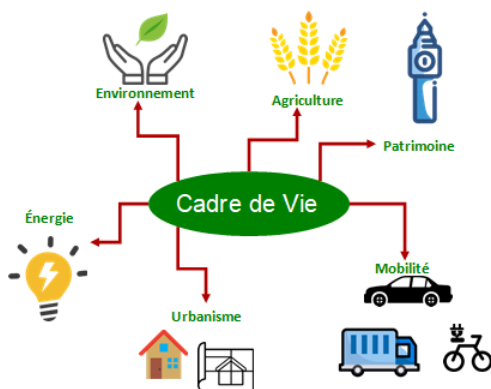 Environnement
Agriculture
Patrimoine
Cadre de Vie
Énergie
Mobilité
Urbanisme